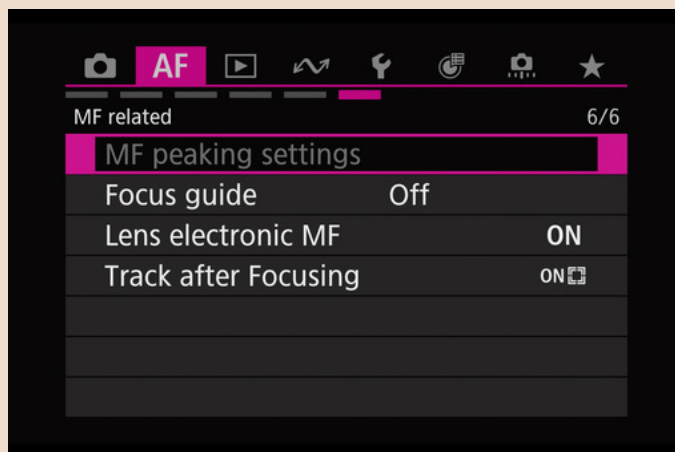 AF
MF related 6/6
MF peaking settings
Focus guide Off
Lens electronic MF ON
Track after Focusing ON